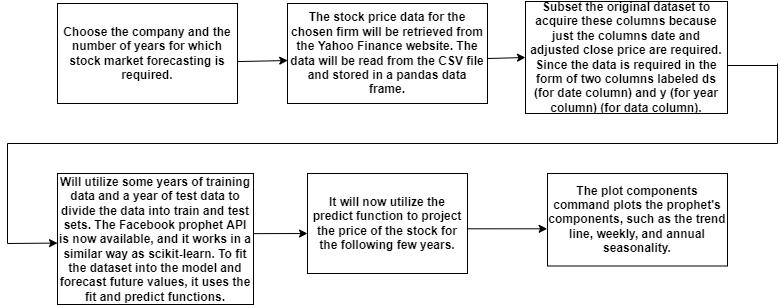 Choose the company and the
number of years for which
stock market forecasting is
required.
The stock price data for the
chosen firm will be retrieved from
the Yahoo Finance website. The
data will be read from the CSV file
and stored in a pandas data
frame.
Subset the original dataset to
acquire these columns because
just the columns date and
adjusted close price are required.
Since the data is required in the
form of two columns labeled ds
(for date column) and y (for year
column) (for data column).
Will utilize some years of training
data and a year of test data to
divide the data into train and test
sets. The Facebook prophet API
is now available, and it works in a
similar way as scikit-learn. To fit
the dataset into the model and
forecast future values, it uses the
fit and predict functions.
It will now utilize the
predict function to project
the price of the stock for
the following few years.
The plot components
command plots the prophet's
components, such as the trend
line, weekly, and annual
seasonality.